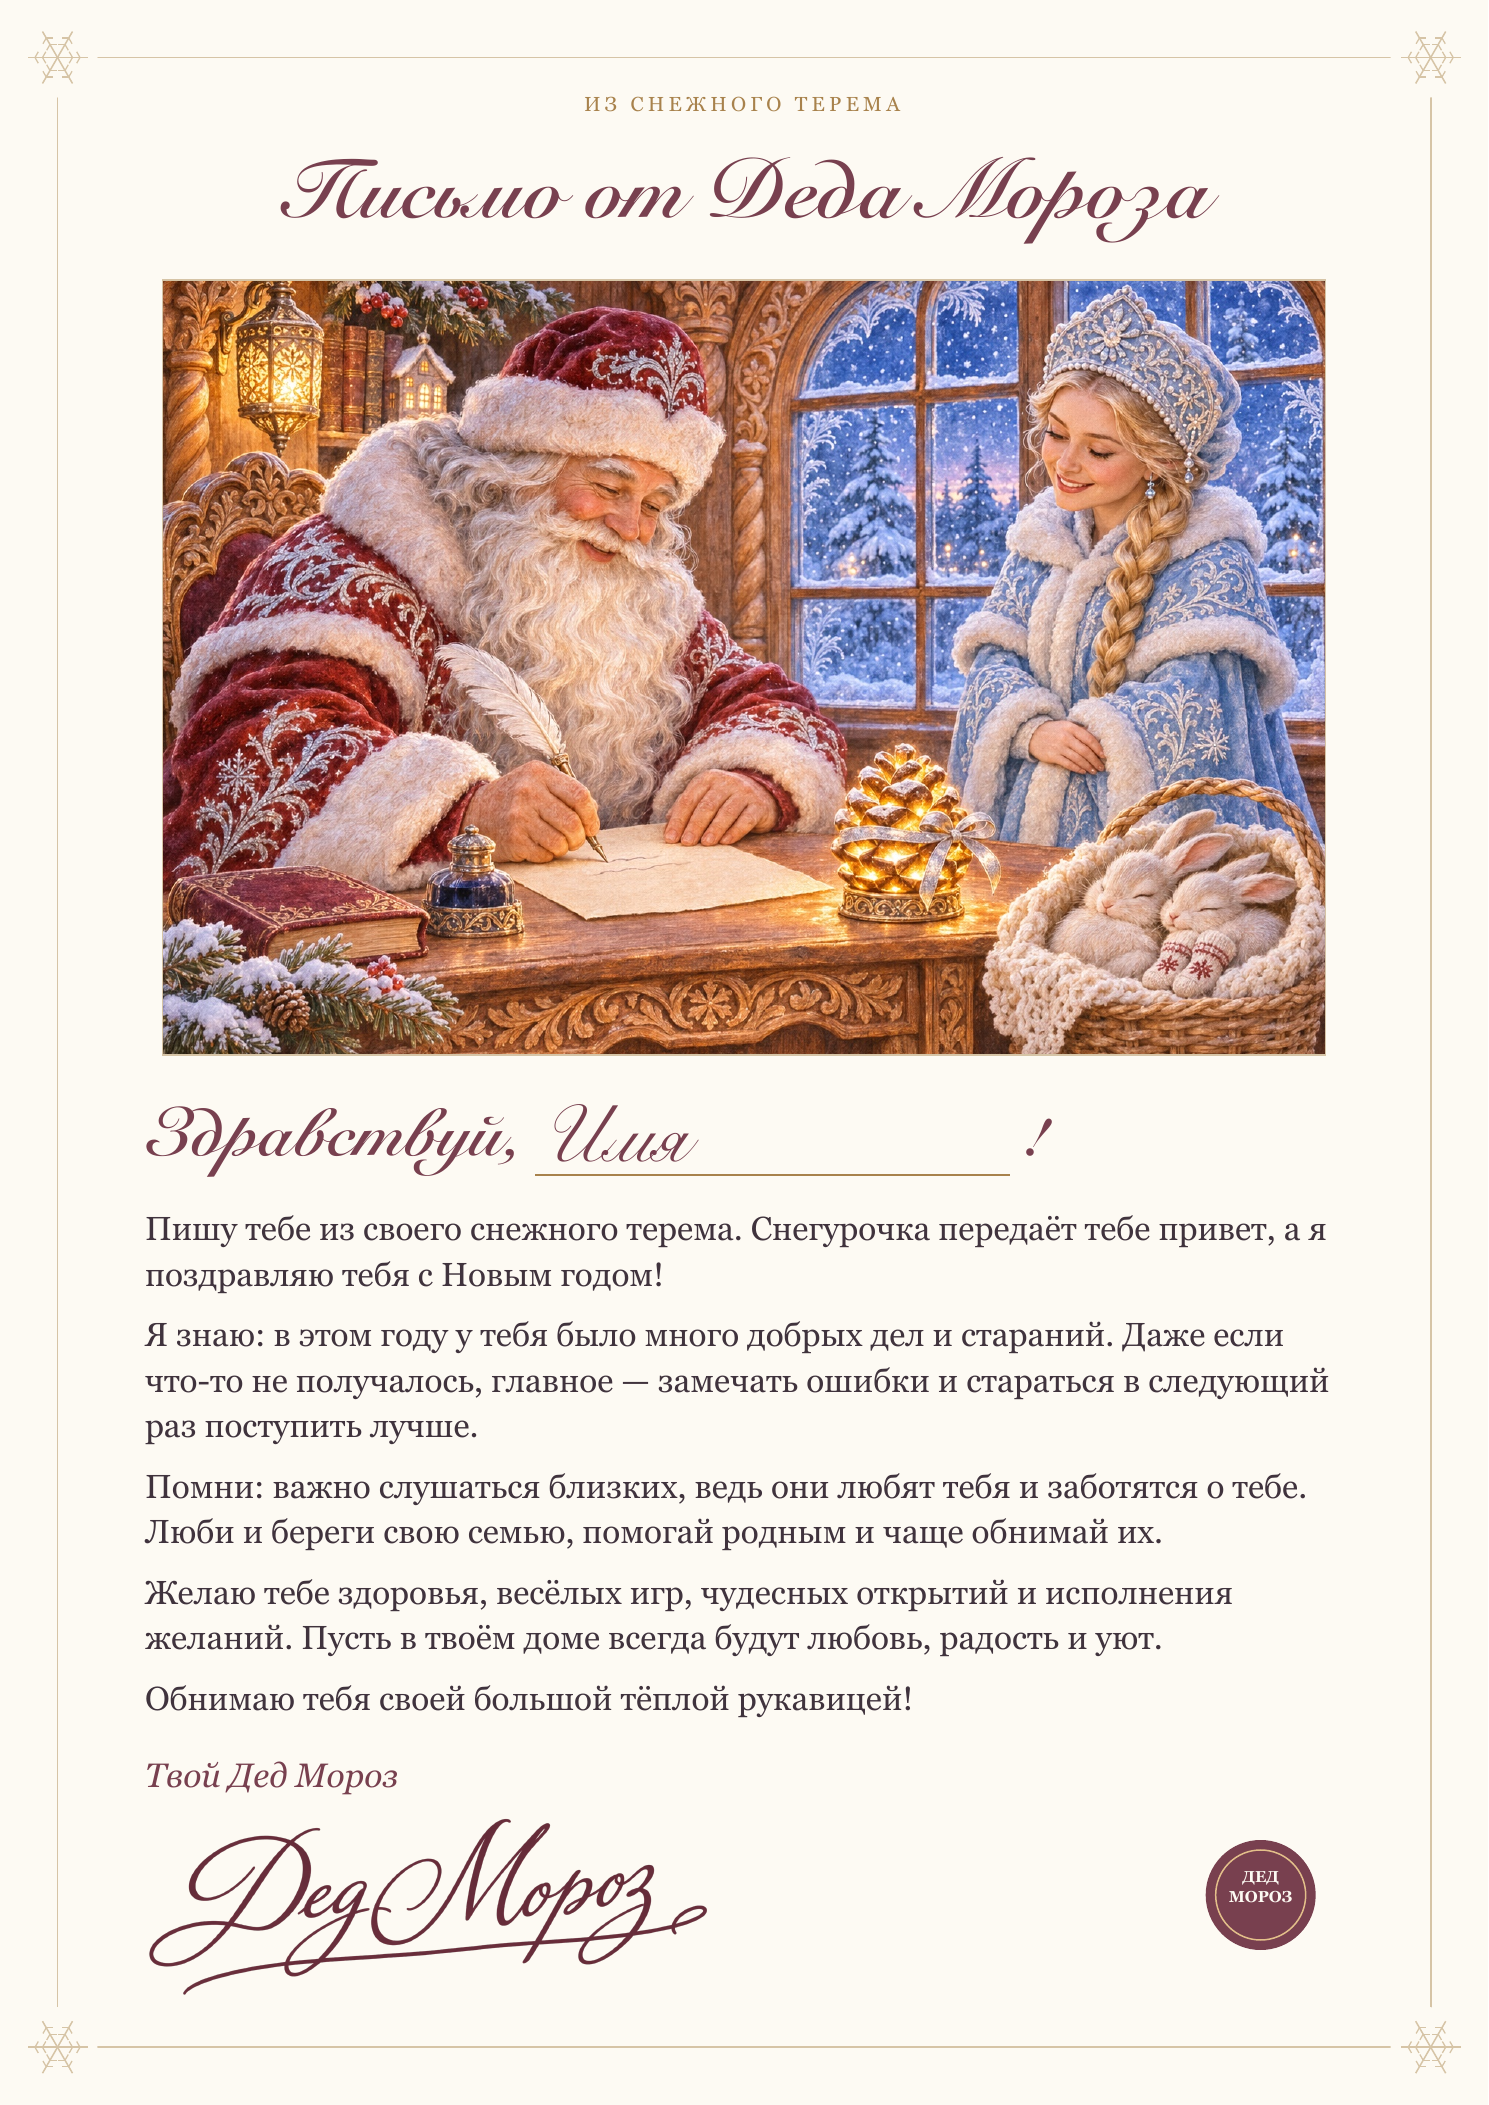 ИЗ СНЕЖНОГО ТЕРЕМА
Письмо от Деда Мороза
Здравствуй, Имя !
Пишу тебе из своего снежного терема. Снегурочка передаёт тебе привет, а я
поздравляю тебя с Новым годом!
Я знаю: в этом году у тебя было много добрых дел и стараний. Даже если
что-то не получалось, главное — замечать ошибки и стараться в следующий
раз поступить лучше.
Помни: важно слушаться близких, ведь они любят тебя и заботятся о тебе.
Люби и береги свою семью, помогай родным и чаще обнимай их.
Желаю тебе здоровья, весёлых игр, чудесных открытий и исполнения
желаний. Пусть в твоём доме всегда будут любовь, радость и уют.
Обнимаю тебя своей большой тёплой рукавицей!
Твой Дед Мороз
Дед Мороз
ДЕД
МОРОЗ